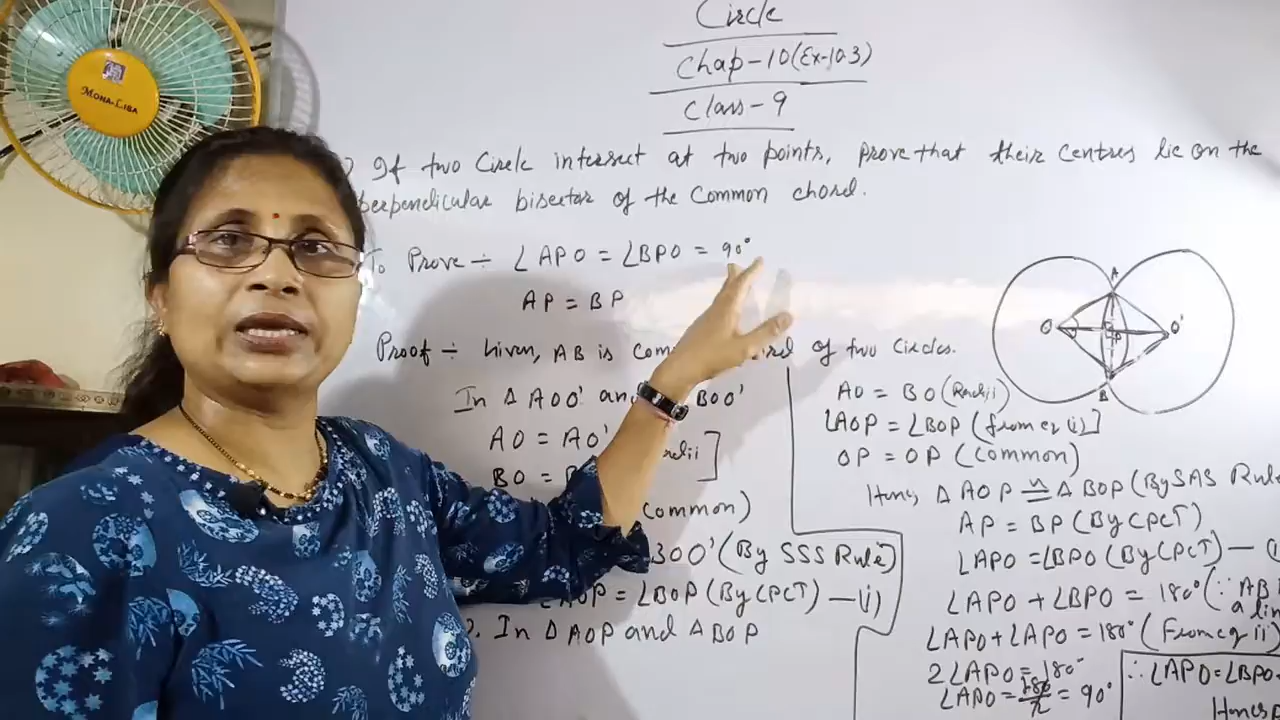 MONA-LISA
Circle
Chap-10(Ex-10.3)
Class-9
) If two Circle intersect at two points, prove that their Centres lie on the
perpendicular bisector of the Common chord.
To Prove ÷ ∠APO = ∠BPO = 90°
AP = BP
Proof ÷ Given, AB is com of two Circles.
In Δ AOO' an BOO'
AO = AO'
BO =
Common)
BOO' (By SSS Rule)
= ∠BOP (By CPCT) — (i)
2. In Δ AOP and Δ BOP
A
O
O'
P
B
AO = BO (Radii)
∠AOP = ∠BOP (from eq (i)]
OP = OP (Common)
Hence, Δ AOP ≅ Δ BOP (By SAS Rule
AP = BP (By CPCT)
∠APO = ∠BPO (By CPCT) —
∠APO + ∠BPO = 180° (∵ AB
a lin
∠APO + ∠APO = 180° (From eq ii)
2∠APO = 180°
∠APO = 180/2 = 90°
∴ ∠APO = ∠BPO